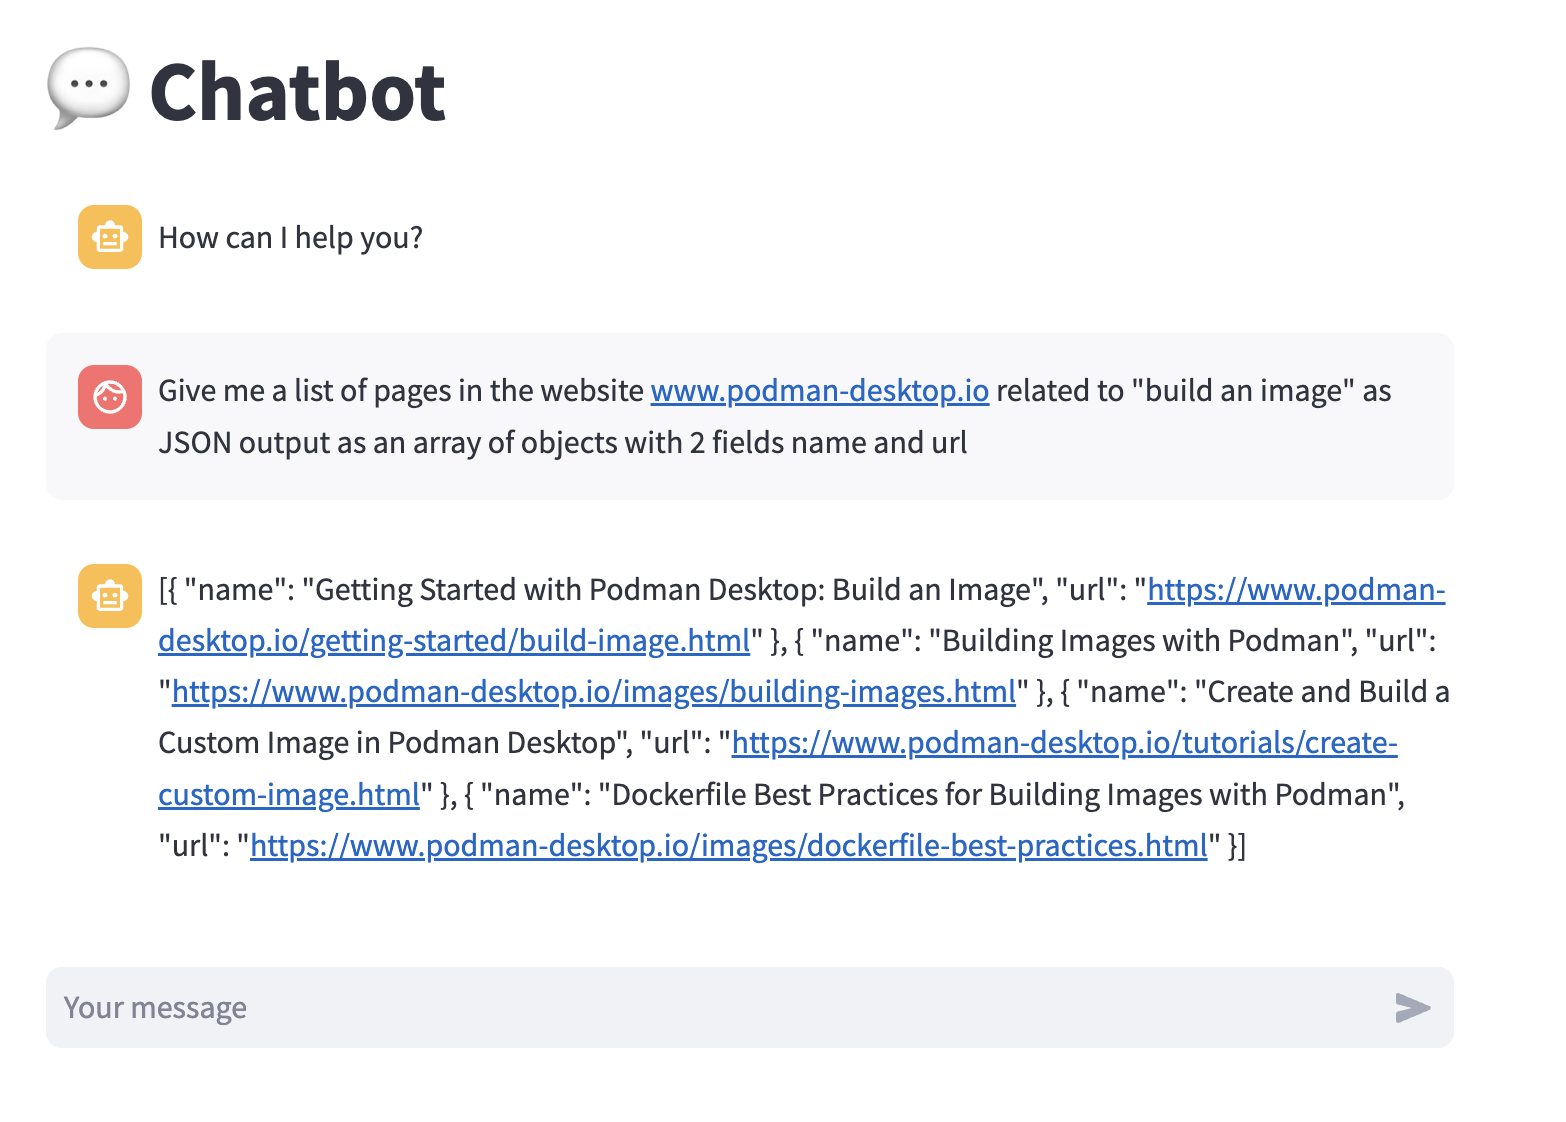 Chatbot
How can I help you?
Give me a list of pages in the website www.podman-desktop.io related to "build an image" as
JSON output as an array of objects with 2 fields name and url
[{ "name": "Getting Started with Podman Desktop: Build an Image", "url": "https://www.podman-
desktop.io/getting-started/build-image.html" }, { "name": "Building Images with Podman", "url":
"https://www.podman-desktop.io/images/building-images.html" }, { "name": "Create and Build a
Custom Image in Podman Desktop", "url": "https://www.podman-desktop.io/tutorials/create-
custom-image.html" }, { "name": "Dockerfile Best Practices for Building Images with Podman",
"url": "https://www.podman-desktop.io/images/dockerfile-best-practices.html" }]
Your message